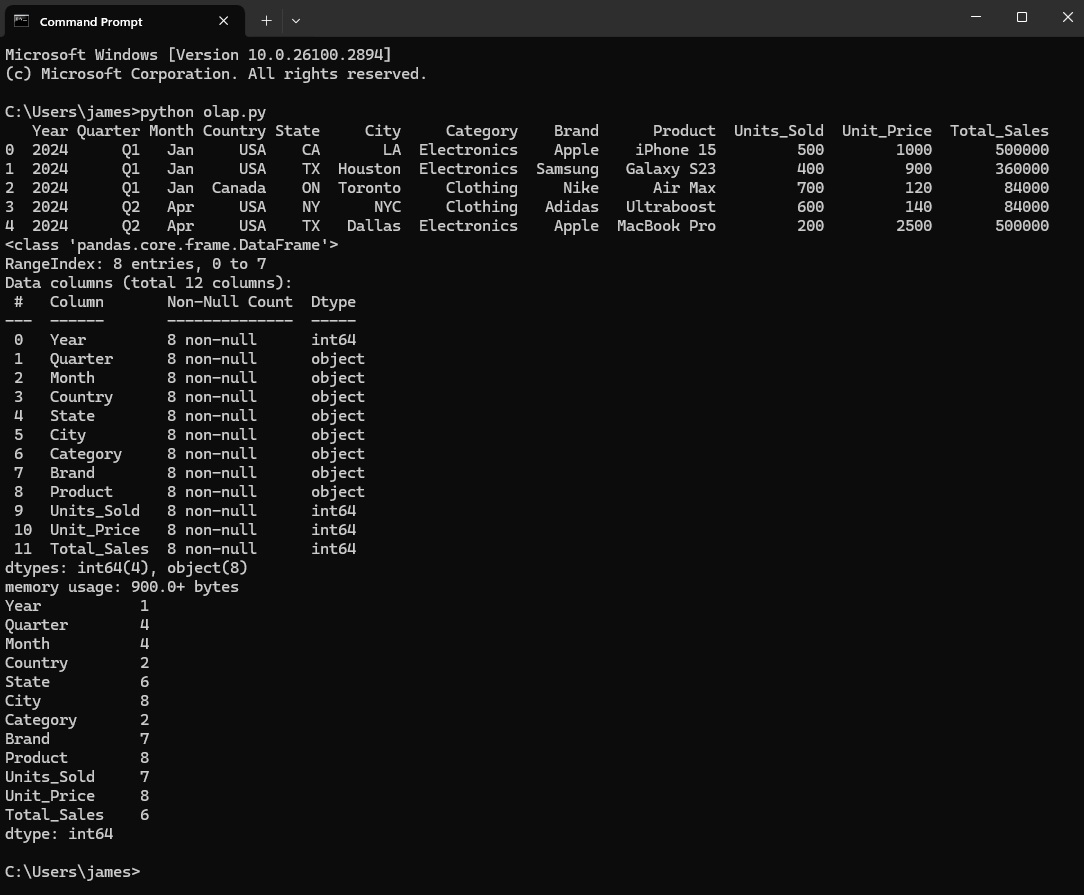 Command Prompt
Microsoft Windows [Version 10.0.26100.2894]
(c) Microsoft Corporation. All rights reserved.
C:\Users\james>python olap.py
   Year Quarter Month Country State     City     Category    Brand      Product  Units_Sold  Unit_Price  Total_Sales
0  2024      Q1   Jan     USA    CA       LA  Electronics    Apple    iPhone 15         500        1000       500000
1  2024      Q1   Jan     USA    TX  Houston  Electronics  Samsung   Galaxy S23         400         900       360000
2  2024      Q1   Jan  Canada    ON  Toronto     Clothing     Nike      Air Max         700         120        84000
3  2024      Q2   Apr     USA    NY      NYC     Clothing   Adidas   Ultraboost         600         140        84000
4  2024      Q2   Apr     USA    TX   Dallas  Electronics    Apple  MacBook Pro         200        2500       500000
<class 'pandas.core.frame.DataFrame'>
RangeIndex: 8 entries, 0 to 7
Data columns (total 12 columns):
 #   Column       Non-Null Count  Dtype
---  ------       --------------  -----
 0   Year         8 non-null      int64
 1   Quarter      8 non-null      object
 2   Month        8 non-null      object
 3   Country      8 non-null      object
 4   State        8 non-null      object
 5   City         8 non-null      object
 6   Category     8 non-null      object
 7   Brand        8 non-null      object
 8   Product      8 non-null      object
 9   Units_Sold   8 non-null      int64
 10  Unit_Price   8 non-null      int64
 11  Total_Sales  8 non-null      int64
dtypes: int64(4), object(8)
memory usage: 900.0+ bytes
Year           1
Quarter        4
Month          4
Country        2
State          6
City           8
Category       2
Brand          7
Product        8
Units_Sold     7
Unit_Price     8
Total_Sales    6
dtype: int64
C:\Users\james>